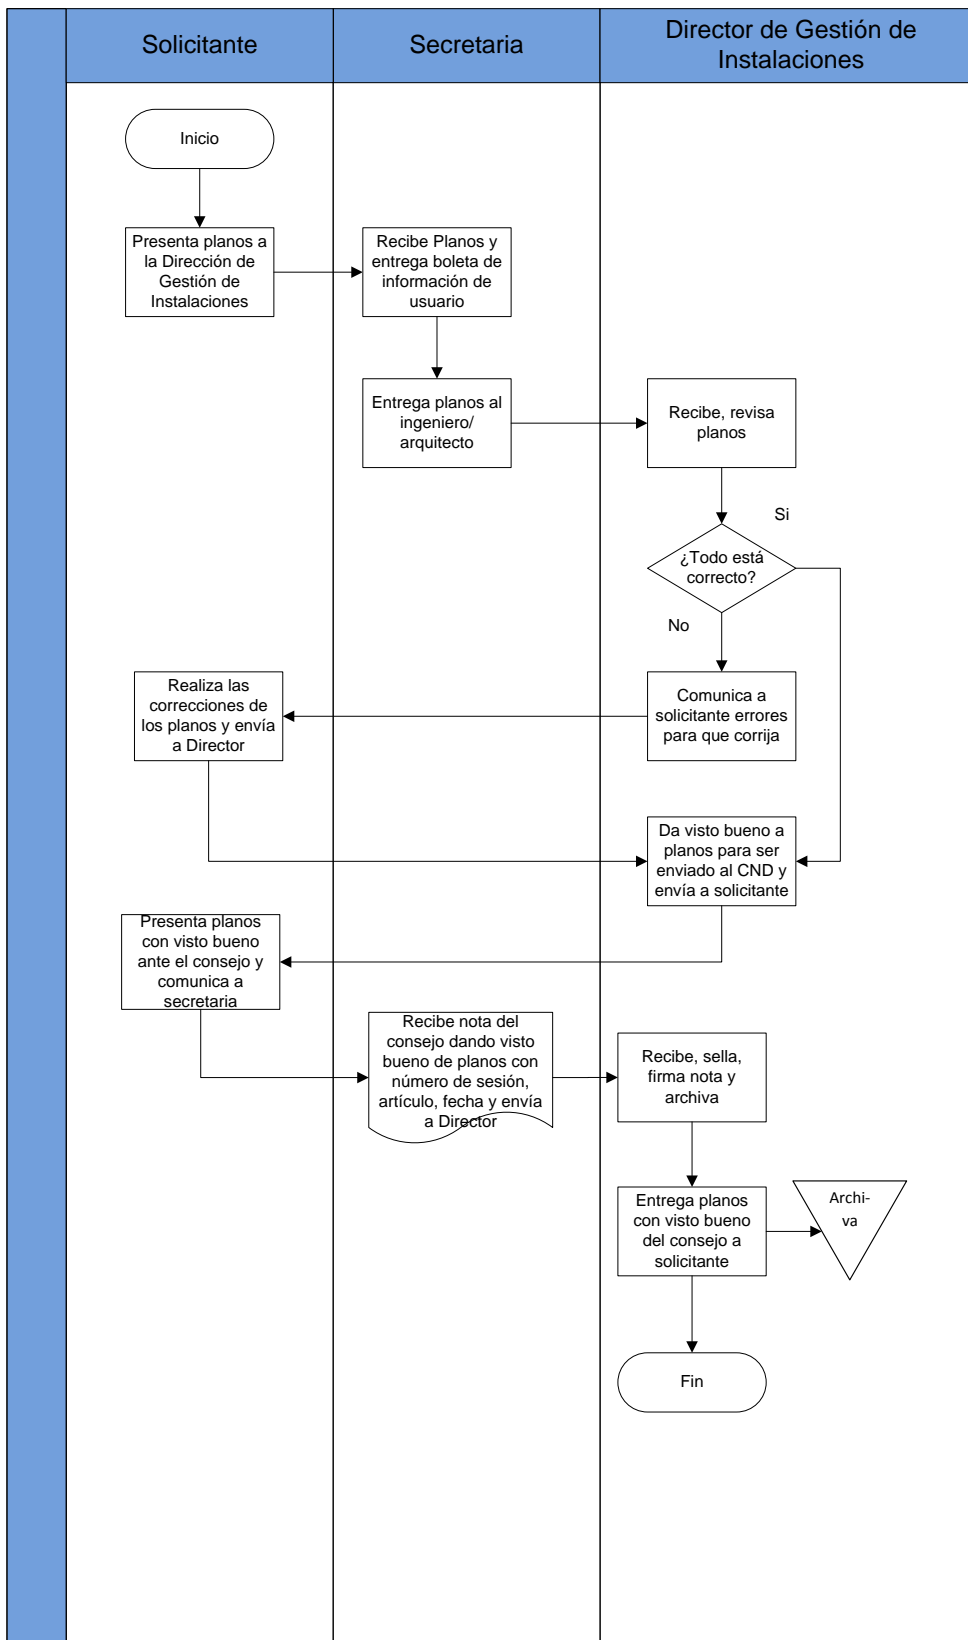 Solicitante
Secretaria
Director de Gestión de
Instalaciones
Inicio
Presenta planos a
la Dirección de
Gestión de
Instalaciones
Recibe Planos y
entrega boleta de
información de
usuario
Entrega planos al
ingeniero/
arquitecto
Recibe, revisa
planos
Si
¿Todo está
correcto?
No
Realiza las
correcciones de
los planos y envía
a Director
Comunica a
solicitante errores
para que corrija
Da visto bueno a
planos para ser
enviado al CND y
envía a solicitante
Presenta planos
con visto bueno
ante el consejo y
comunica a
secretaria
Recibe nota del
consejo dando visto
bueno de planos con
número de sesión,
artículo, fecha y envía
a Director
Recibe, sella,
firma nota y
archiva
Entrega planos
con visto bueno
del consejo a
solicitante
Archi-
va
Fin